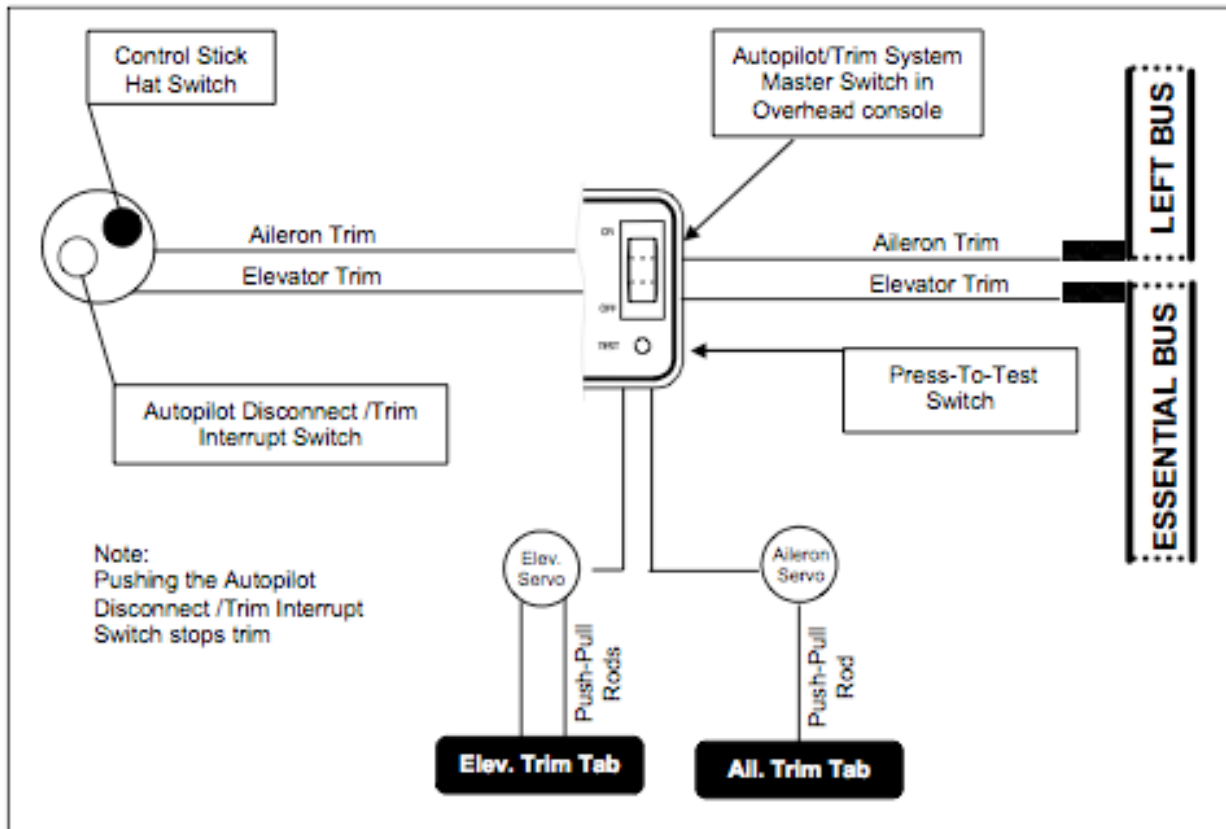 Control Stick
Hat Switch
Autopilot/Trim System
Master Switch in
Overhead console
LEFT BUS
Aileron Trim
Elevator Trim
ON
OFF
TEST
Aileron Trim
Elevator Trim
ESSENTIAL BUS
Press-To-Test
Switch
Autopilot Disconnect /Trim
Interrupt Switch
Note:
Pushing the Autopilot
Disconnect /Trim Interrupt
Switch stops trim
Elev.
Servo
Aileron
Servo
Push-Pull
Rods
Push-Pull
Rod
Elev. Trim Tab
Ail. Trim Tab